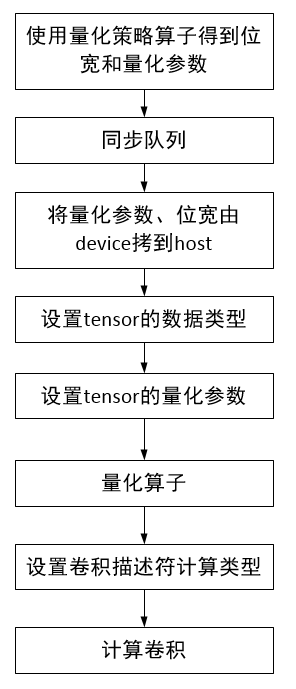 使用量化策略算子得到位
宽和量化参数
同步队列
将量化参数、位宽由
device拷到host
设置tensor的数据类型
设置tensor的量化参数
量化算子
设置卷积描述符计算类型
计算卷积